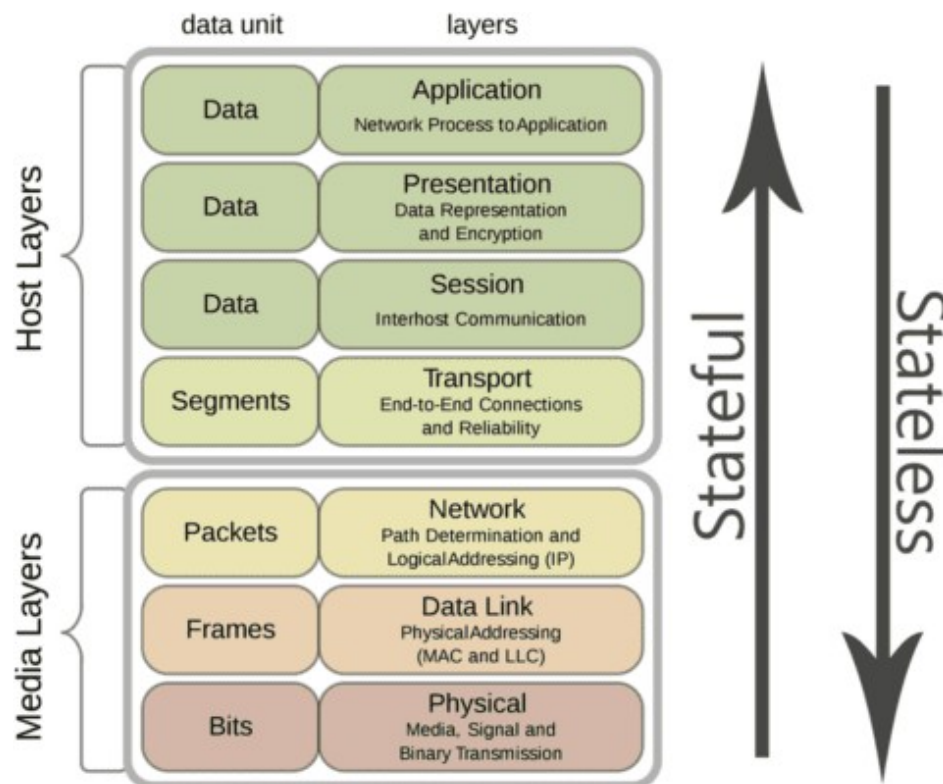 data unit layers
Host Layers
Data Application
Network Process to Application
Data Presentation
Data Representation
and Encryption
Data Session
Interhost Communication
Segments Transport
End-to-End Connections
and Reliability
Media Layers
Packets Network
Path Determination and
Logical Addressing (IP)
Frames Data Link
Physical Addressing
(MAC and LLC)
Bits Physical
Media, Signal and
Binary Transmission
Stateful
Stateless